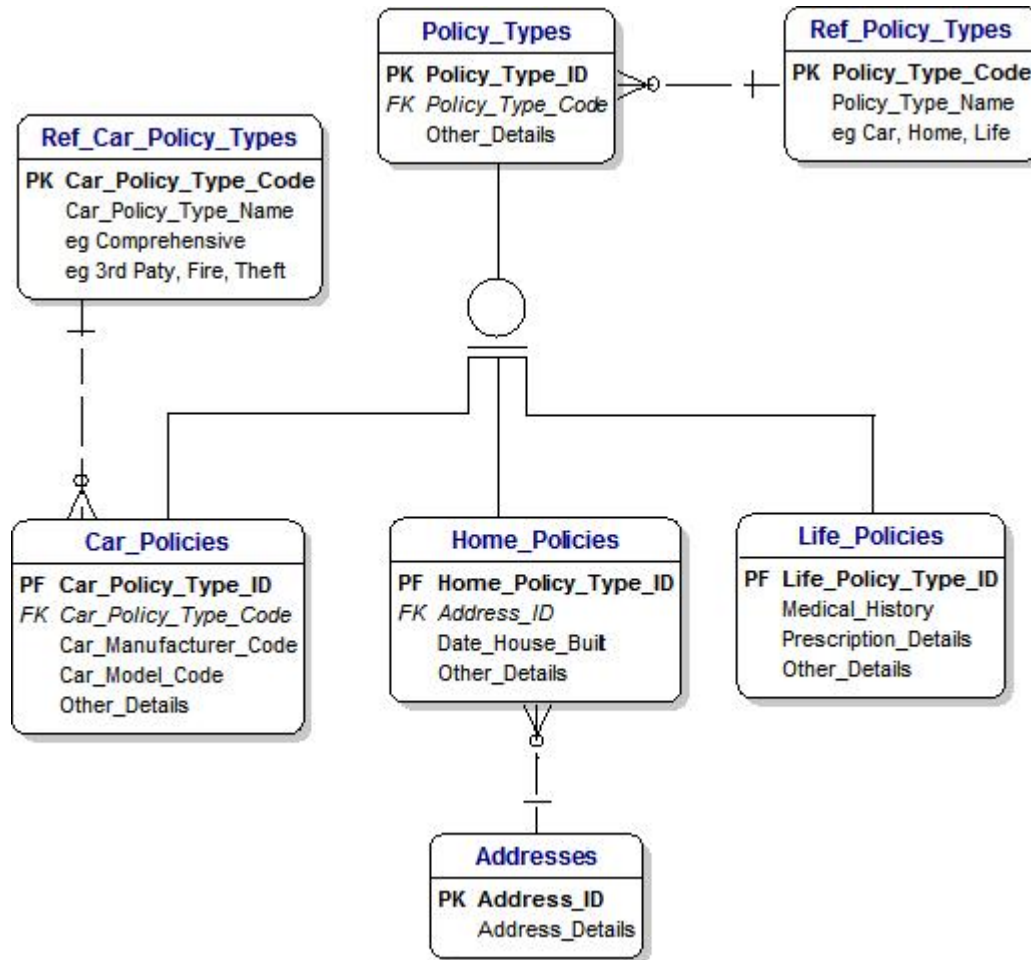 Policy_Types
PK Policy_Type_ID
FK Policy_Type_Code
Other_Details
Ref_Policy_Types
PK Policy_Type_Code
Policy_Type_Name
eg Car, Home, Life
Ref_Car_Policy_Types
PK Car_Policy_Type_Code
Car_Policy_Type_Name
eg Comprehensive
eg 3rd Paty, Fire, Theft
Car_Policies
PF Car_Policy_Type_ID
FK Car_Policy_Type_Code
Car_Manufacturer_Code
Car_Model_Code
Other_Details
Home_Policies
PF Home_Policy_Type_ID
FK Address_ID
Date_House_Built
Other_Details
Life_Policies
PF Life_Policy_Type_ID
Medical_History
Prescription_Details
Other_Details
Addresses
PK Address_ID
Address_Details